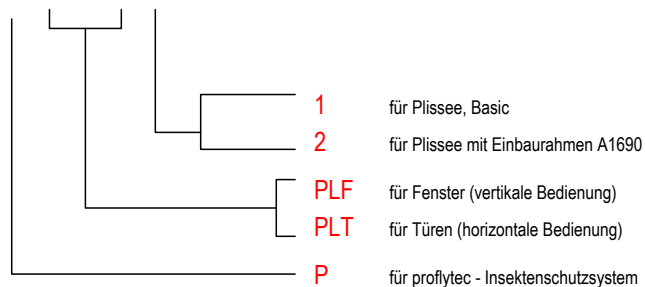 1 für Plissee, Basic
2 für Plissee mit Einbaurahmen A1690
PLF für Fenster (vertikale Bedienung)
PLT für Türen (horizontale Bedienung)
P für proflytec - Insektenschutzsystem